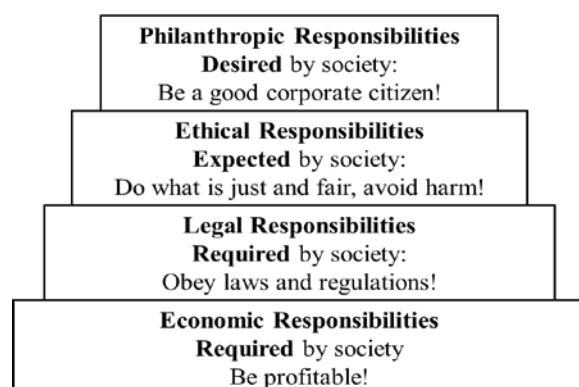 Philanthropic Responsibilities
Desired by society:
Be a good corporate citizen!
Ethical Responsibilities
Expected by society:
Do what is just and fair, avoid harm!
Legal Responsibilities
Required by society:
Obey laws and regulations!
Economic Responsibilities
Required by society
Be profitable!